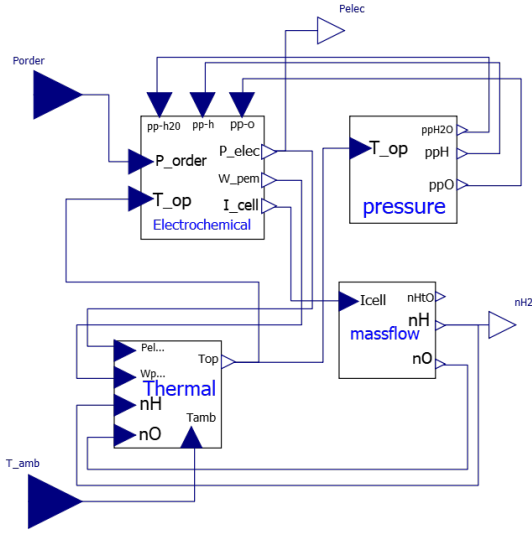 Pelec
Porder
pp-h20 pp-h pp-o
P_order
P_elec
W_pem
T_op
I_cell
Electrochemical
T_op
ppH2O
ppH
ppO
pressure
Icell
nHtO
nH
massflow
nO
nH2
Pel...
Top
Wp...
Thermal
nH
Tamb
nO
T_amb